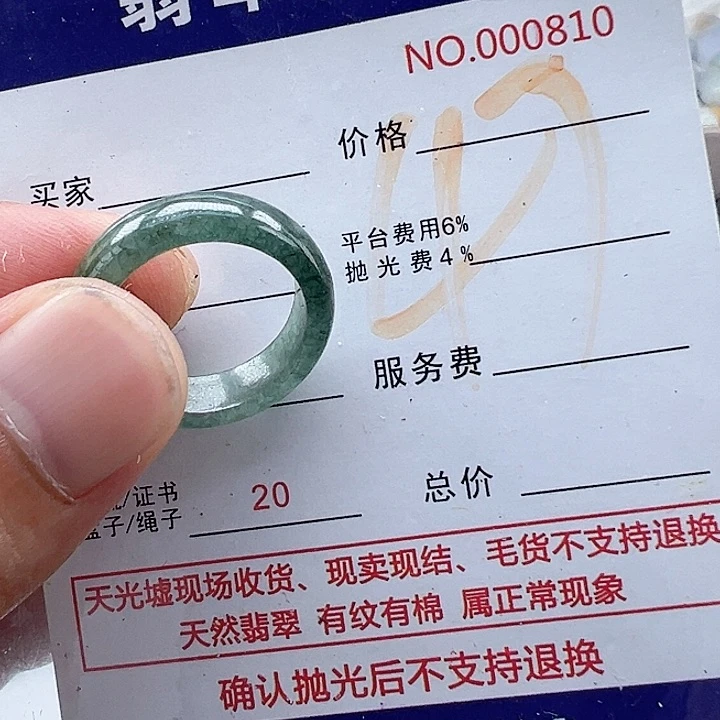 翡
NO.000810
价格
买家
平台费用6%
抛光费4%
服务费
/证书
20
总价
盒子/绳子
天光墟现场收货、现卖现结、毛货不支持退换
天然翡翠 有纹有棉 属正常现象
确认抛光后不支持退换